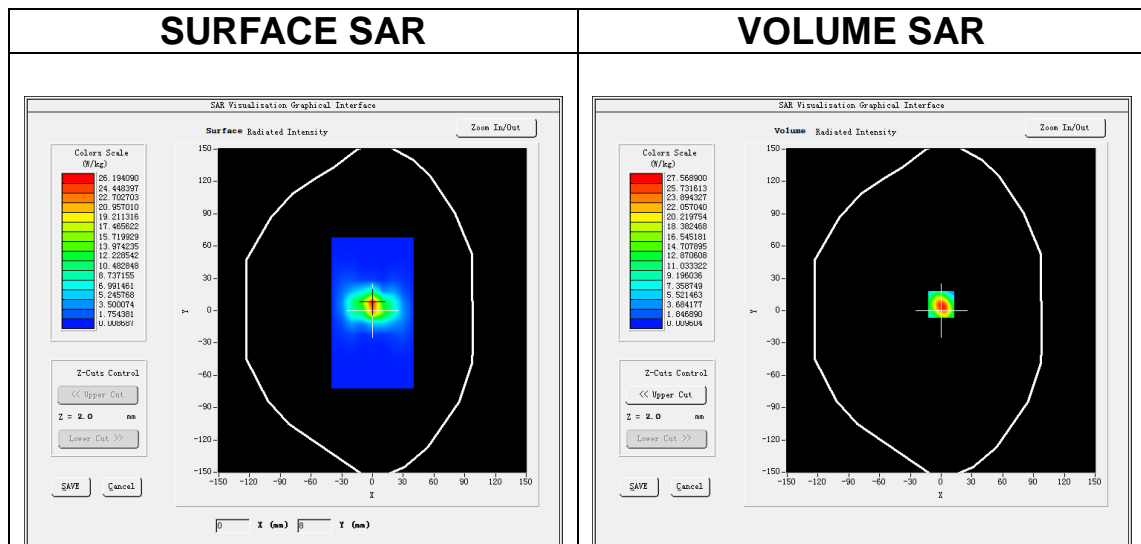 SURFACE SAR
VOLUME SAR
SAR Visualisation Graphical Interface
Surface Radiated Intensity
Zoom In/Out
Colors Scale
(W/kg)
26.194090
24.448397
22.702703
20.957010
19.211316
17.465622
15.719929
13.974235
12.228542
10.482848
8.737155
6.991461
5.245768
3.500074
1.754381
0.008687
Z-Cuts Control
<< Upper Cut
Z = 2.0 mm
Lower Cut >>
SAVE Cancel
150
120
90
60
30
0
-30
-60
-90
-120
-150
Y
-150 -120 -90 -60 -30 0 30 60 90 120 150
X
0 X (mm) 8 Y (mm)
SAR Visualisation Graphical Interface
Volume Radiated Intensity
Zoom In/Out
Colors Scale
(W/kg)
27.568900
25.731613
23.894327
22.057040
20.219754
18.382468
16.545181
14.707895
12.870608
11.033322
9.196036
7.358749
5.521463
3.684177
1.846890
0.009604
Z-Cuts Control
<< Upper Cut
Z = 2.0 mm
Lower Cut >>
SAVE Cancel
150
120
90
60
30
0
-30
-60
-90
-120
-150
Y
-150 -120 -90 -60 -30 0 30 60 90 120 150
X